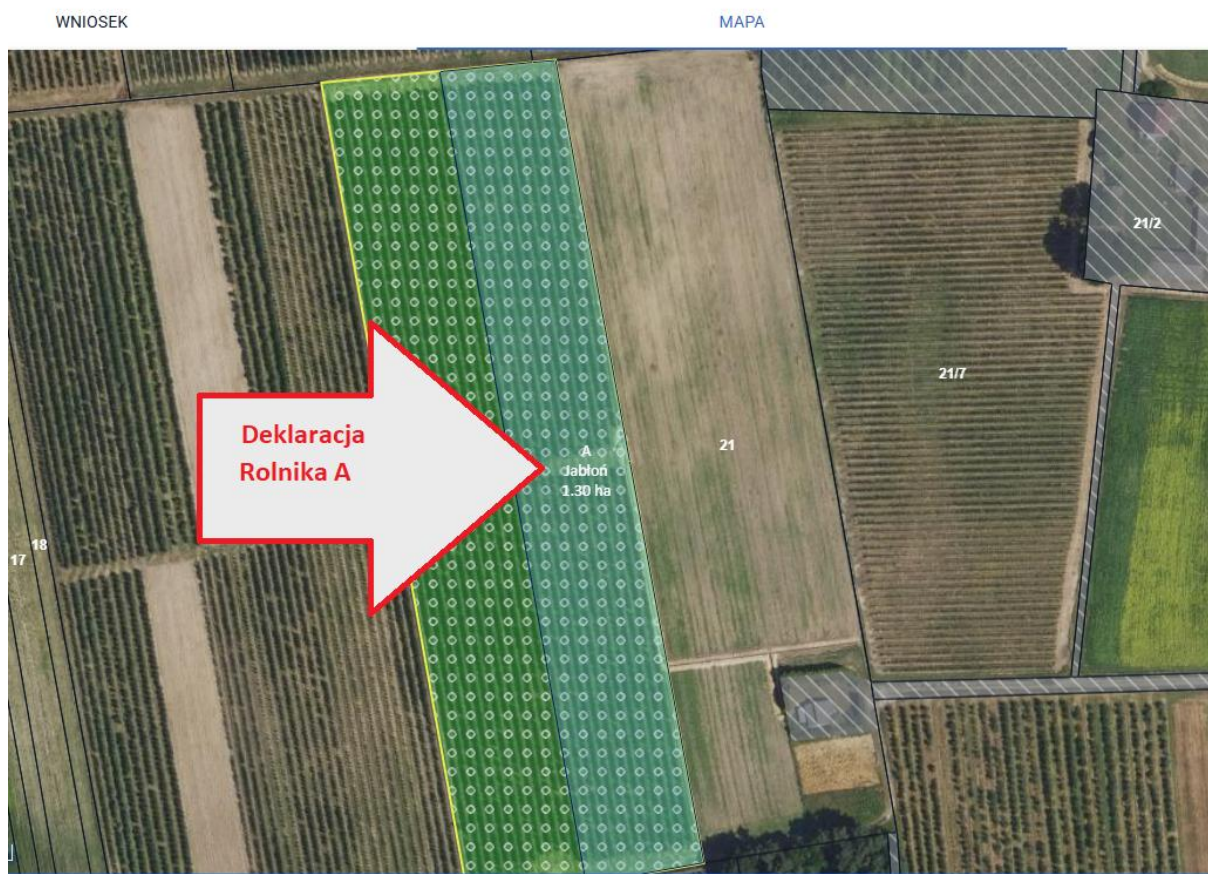 WNIOSEK
MAPA
21/2
21/7
21
Deklaracja
Rolnika A
A
Jabłoń
1.30 ha
18
17